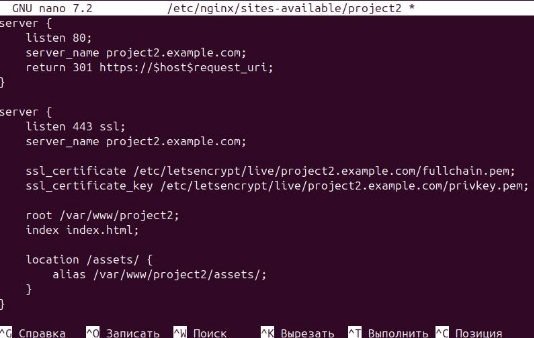 GNU nano 7.2 /etc/nginx/sites-available/project2 *
server {
    listen 80;
    server_name project2.example.com;
    return 301 https://$host$request_uri;
}

server {
    listen 443 ssl;
    server_name project2.example.com;

    ssl_certificate /etc/letsencrypt/live/project2.example.com/fullchain.pem;
    ssl_certificate_key /etc/letsencrypt/live/project2.example.com/privkey.pem;

    root /var/www/project2;
    index index.html;

    location /assets/ {
        alias /var/www/project2/assets/;
    }
}

^G Справка ^O Записать ^W Поиск ^K Вырезать ^T Выполнить ^C Позиция